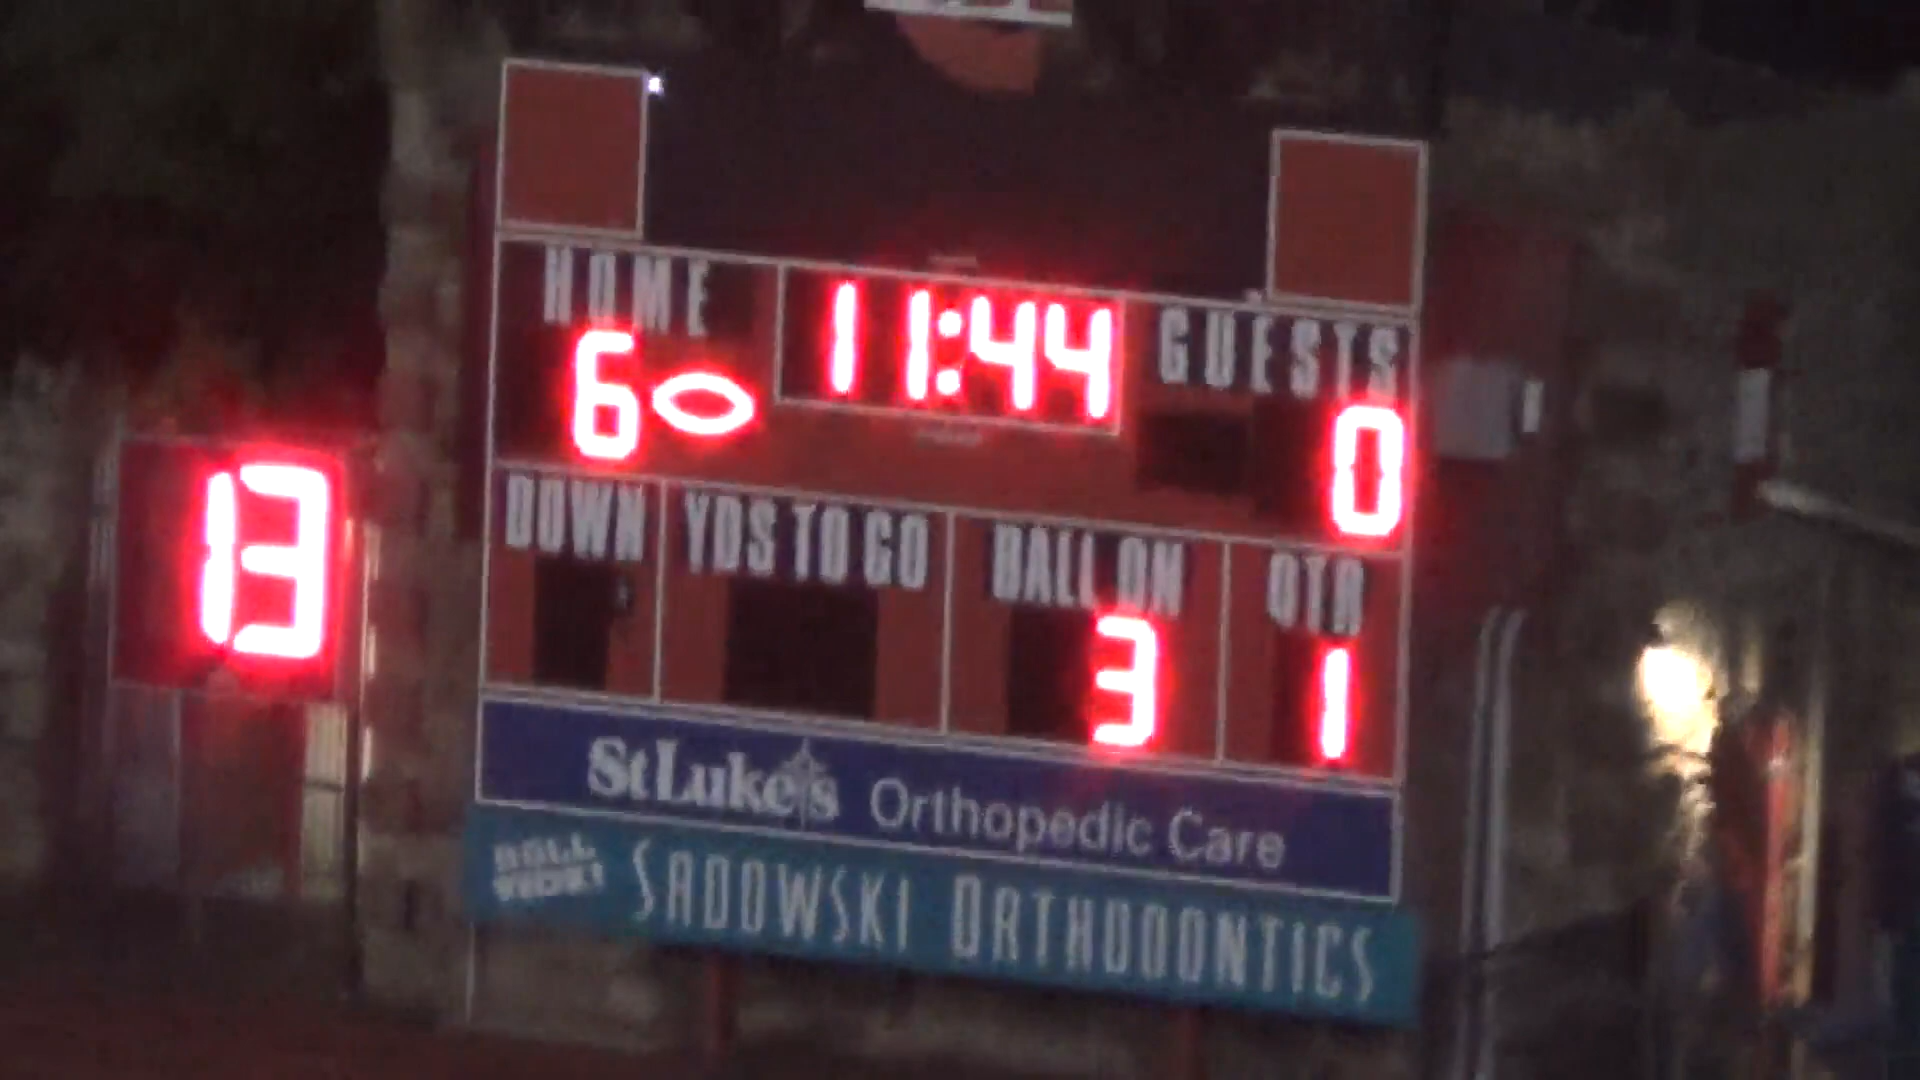 HOME 11:44 GUESTS
6 0
13
DOWN YDS TO GO BALL ON QTR
3 1
St Luke's Orthopedic Care
SADOWSKI ORTHODONTICS